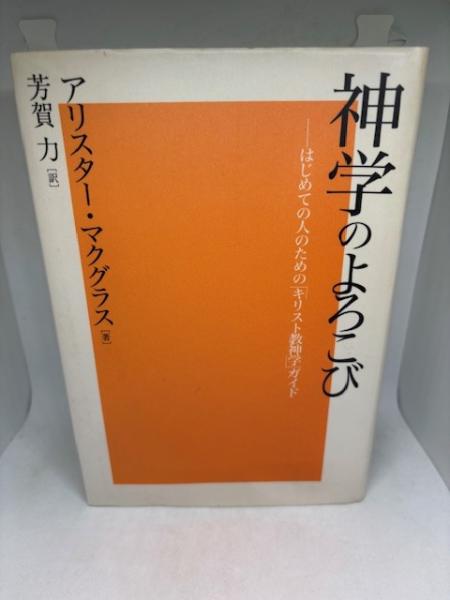 神学のよろこび
——はじめての人のための「キリスト教神学」ガイド
アリスター・マクグラス[著]
芳賀 力[訳]